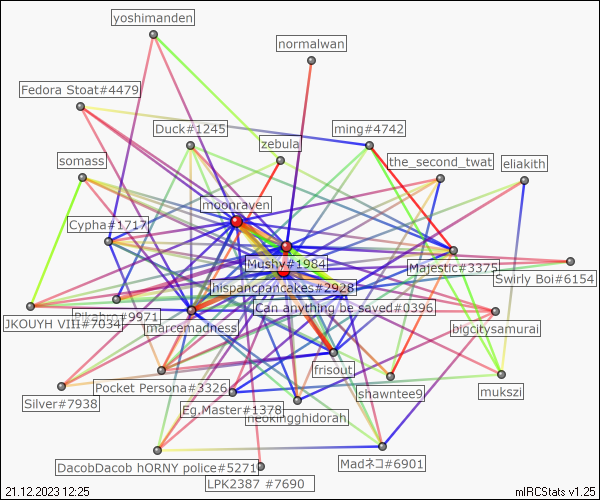 yoshimanden
normalwan
Fedora Stoat#4479
Duck#1245
ming#4742
zebula
somass
the_second_twat
eliakith
moonraven
Cypha#1717
Mushy#1984
Majestic#3375
Swirly Boi#6154
hispancpancakes#2928
Can anything be saved#0396
#9971
JKOUYH VIII#7034
marcemadness
bigcitysamurai
frisout
Pocket Persona#3326
shawntee9
mukszi
Silver#7938
Eg.Master#1378
neokingghidorah
DacobDacob hORNY police#5271
Madネコ#6901
LPK2387 #7690
21.12.2023 12:25
mIRCStats v1.25